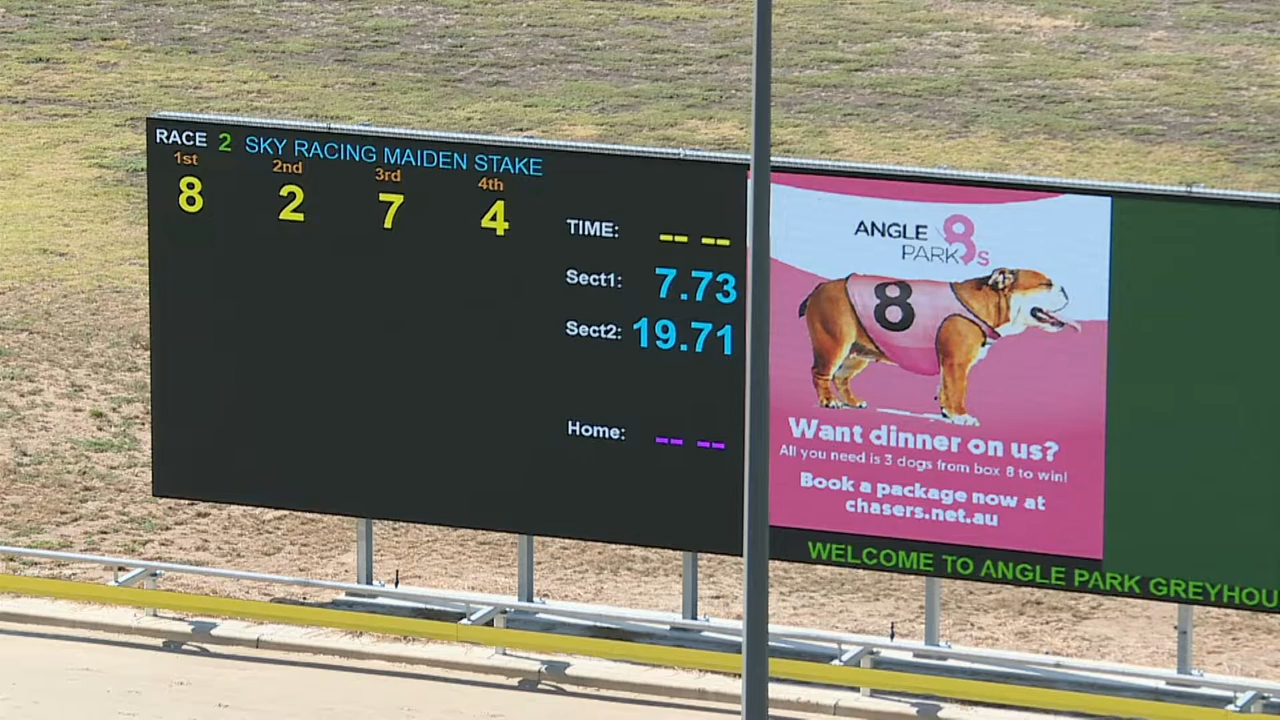 RACE 2 SKY RACING MAIDEN STAKE
1st 2nd 3rd 4th
8 2 7 4
TIME: -- --
Sect1: 7.73
Sect2: 19.71
Home: -- --
ANGLE 8s
PARK
8
Want dinner on us?
All you need is 3 dogs from box 8 to win!
Book a package now at
chasers.net.au
WELCOME TO ANGLE PARK GREYHOU